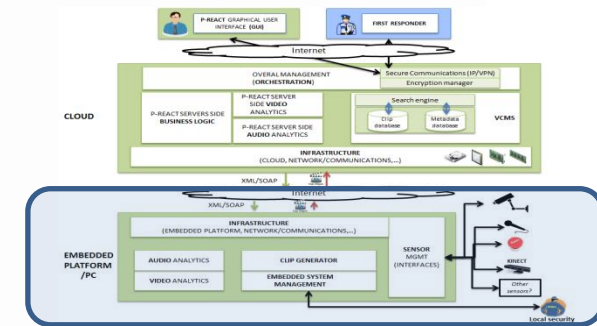 P-REACT GRAPHICAL USER
INTERFACE (GUI)
FIRST RESPONDER
Internet
OVERAL MANAGEMENT
(ORCHESTRATION)
Secure Communications (IP/VPN)
Encryption manager
CLOUD
P-REACT SERVERS SIDE
BUSINESS LOGIC
P-REACT SERVER
SIDE VIDEO
ANALYTICS
P-REACT SERVER SIDE
AUDIO ANALYTICS
Search engine
Clip
database
Metadata
database
VCMS
INFRASTRUCTURE
(CLOUD, NETWORK/COMMUNICATIONS,...)
XML/SOAP
Internet
XML/SOAP
INFRASTRUCTURE
(EMBEDDED PLATFORM, NETWORK/COMMUNICATIONS,...)
EMBEDDED
PLATFORM
/PC
AUDIO ANALYTICS
CLIP GENERATOR
VIDEO ANALYTICS
EMBEDDED SYSTEM
MANAGEMENT
SENSOR
MGMT
(INTERFACES)
KINECT
Other
sensors?
Local security